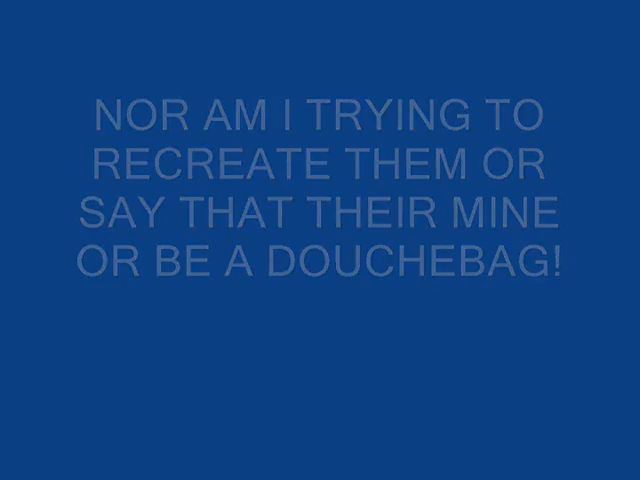 NOR AM I TRYING TO
RECREATE THEM OR
SAY THAT THEIR MINE
OR BE A DOUCHEBAG!